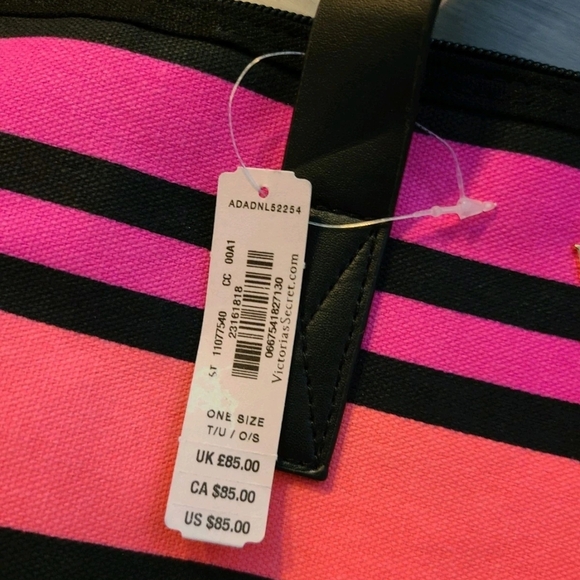 ADADNL52254
ST 11077540 CC 00A1
23161818
0667541827130
VictoriasSecret.com
ONE SIZE
T/U / O/S
UK £85.00
CA $85.00
US $85.00